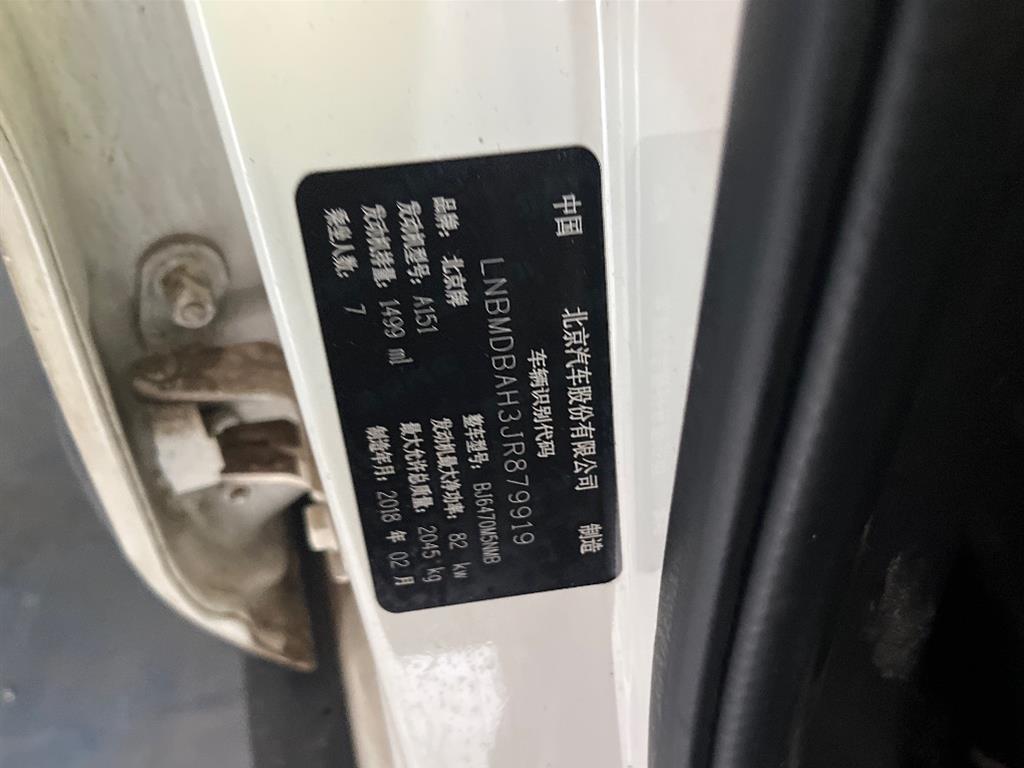 中国 北京汽车股份有限公司 制造
车辆识别代码
LNBMDBAH3JR879919
品牌: 北京牌 整车型号: BJ6470M5NMB
发动机型号: A151 发动机最大净功率: 82 kw
发动机排量: 1499 ml 最大允许总质量: 2045 kg
乘坐人数: 7 制造年月: 2018 年 02 月